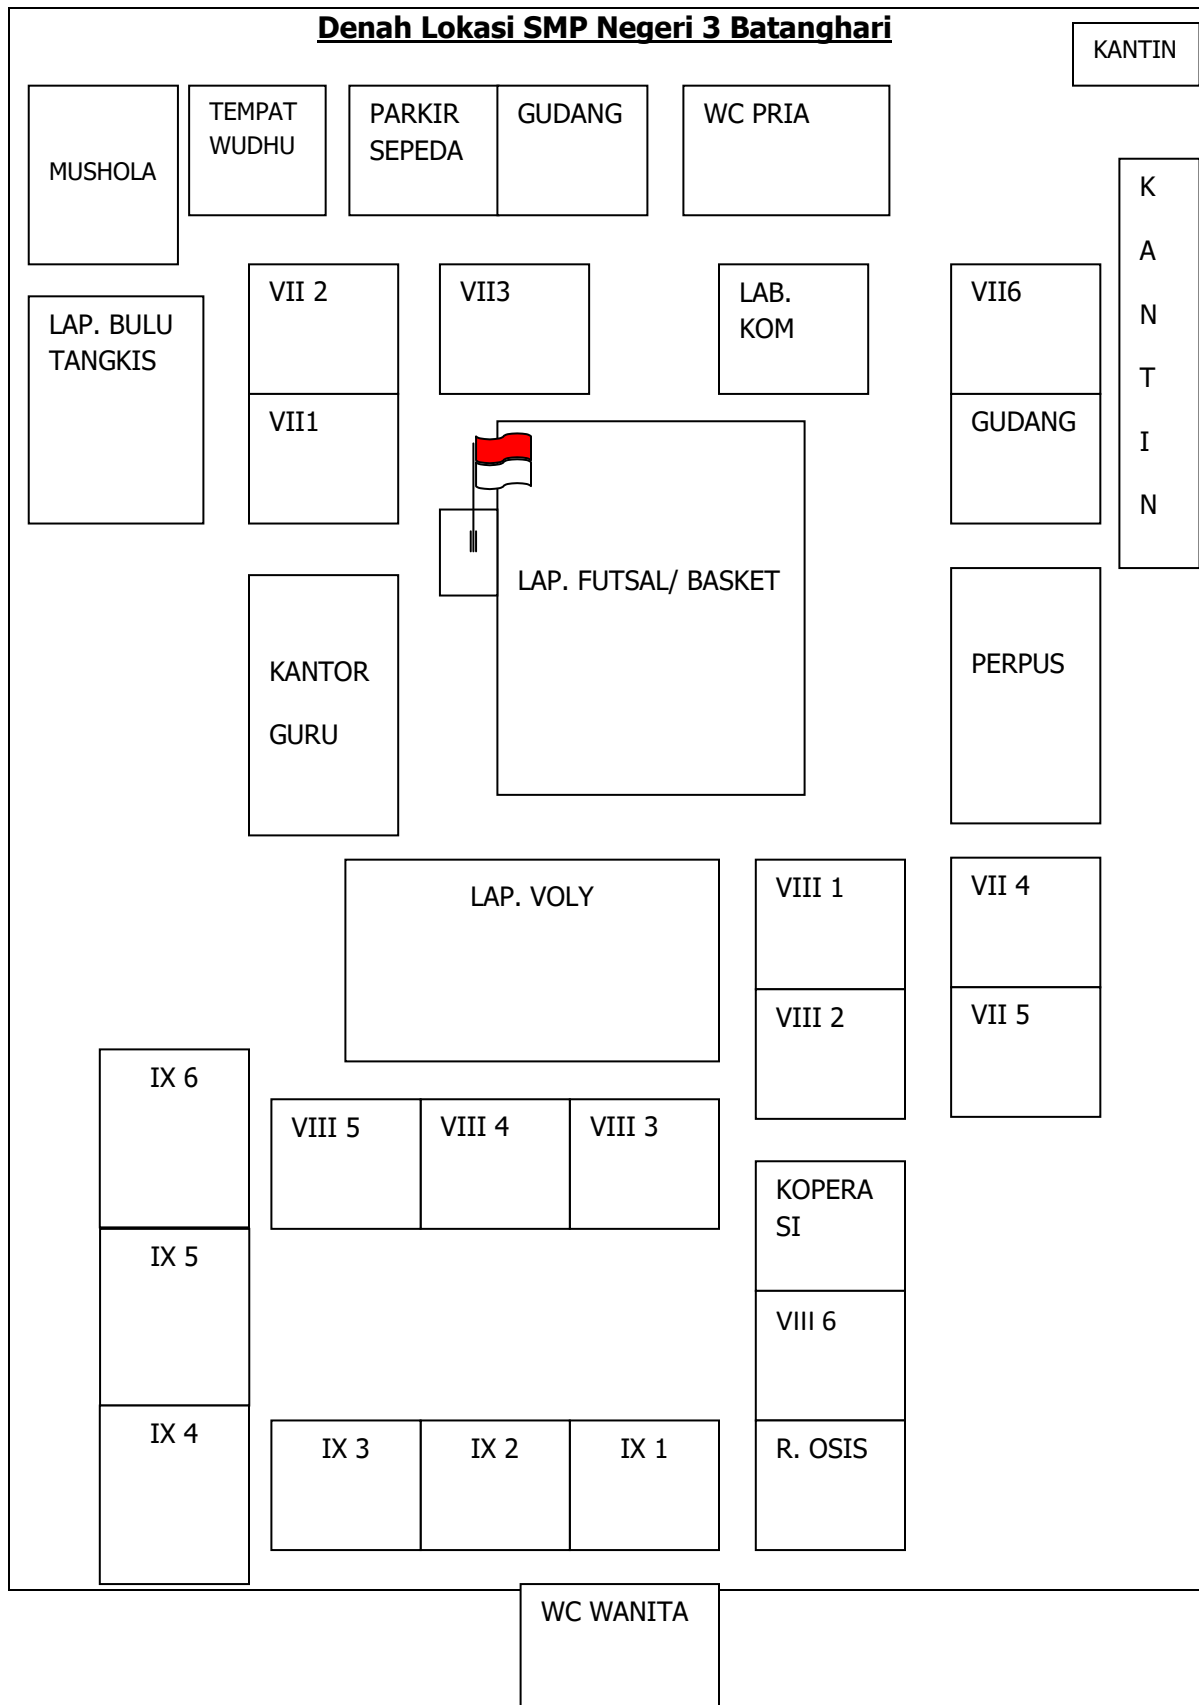 Denah Lokasi SMP Negeri 3 Batanghari
KANTIN
MUSHOLA
TEMPAT
WUDHU
PARKIR
SEPEDA
GUDANG
WC PRIA
K
A
N
T
I
N
LAP. BULU
TANGKIS
VII 2
VII3
LAB.
KOM
VII6
VII1
GUDANG
LAP. FUTSAL/ BASKET
KANTOR
GURU
PERPUS
LAP. VOLY
VIII 1
VII 4
VIII 2
VII 5
IX 6
VIII 5
VIII 4
VIII 3
KOPERA
SI
IX 5
VIII 6
IX 4
IX 3
IX 2
IX 1
R. OSIS
WC WANITA